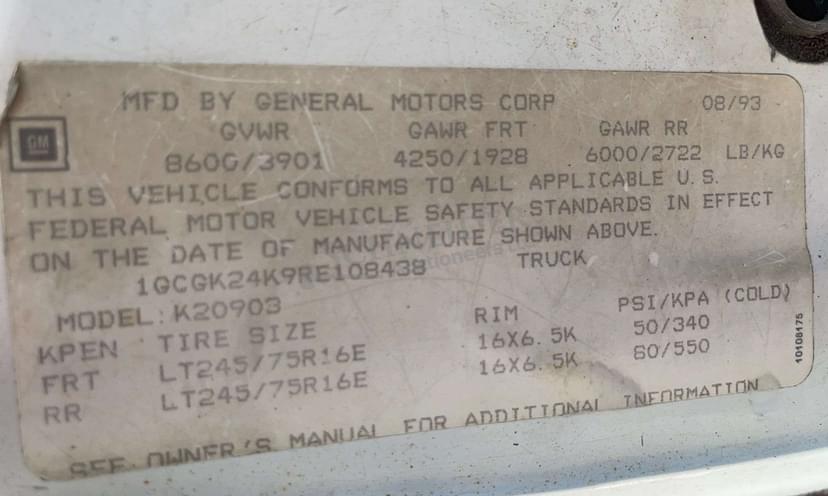 MFD BY GENERAL MOTORS CORP 08/93
GM
GVWR GAWR FRT GAWR RR
8600/3901 4250/1928 6000/2722 LB/KG
THIS VEHICLE CONFORMS TO ALL APPLICABLE U.S.
FEDERAL MOTOR VEHICLE SAFETY STANDARDS IN EFFECT
ON THE DATE OF MANUFACTURE SHOWN ABOVE.
1GCGK24K9RE108438 TRUCK
MODEL: K20903
KPEN TIRE SIZE RIM PSI/KPA (COLD)
FRT LT245/75R16E 16X6.5K 50/340
RR LT245/75R16E 16X6.5K 80/550
SEE OWNER'S MANUAL FOR ADDITIONAL INFORMATION
10108175